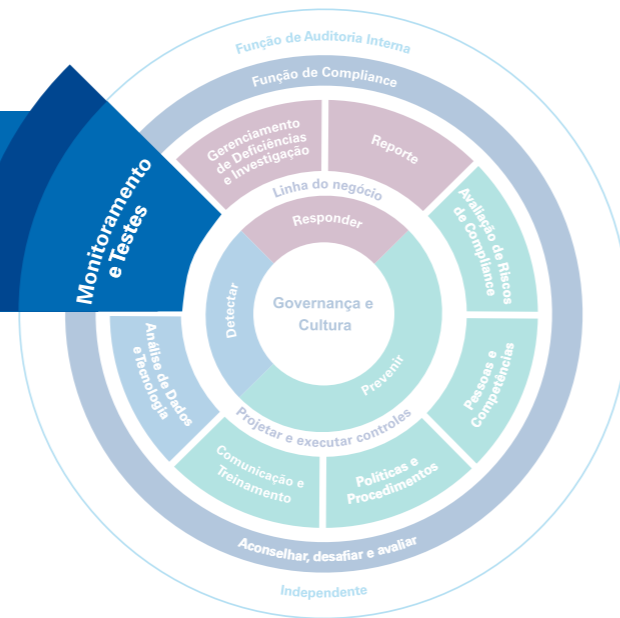 Função de Auditoria Interna
Função de Compliance
Gerenciamento
de Deficiências
e Investigação
Reporte
Linha do negócio
Responder
Avaliação de Riscos
de Compliance
Monitoramento
e Testes
Detectar
Governança e
Cultura
Prevenir
Pessoas e
Competências
Análise de Dados
e Tecnologia
Projetar e executar controles
Comunicação e
Treinamento
Políticas e
Procedimentos
Aconselhar, desafiar e avaliar
Independente